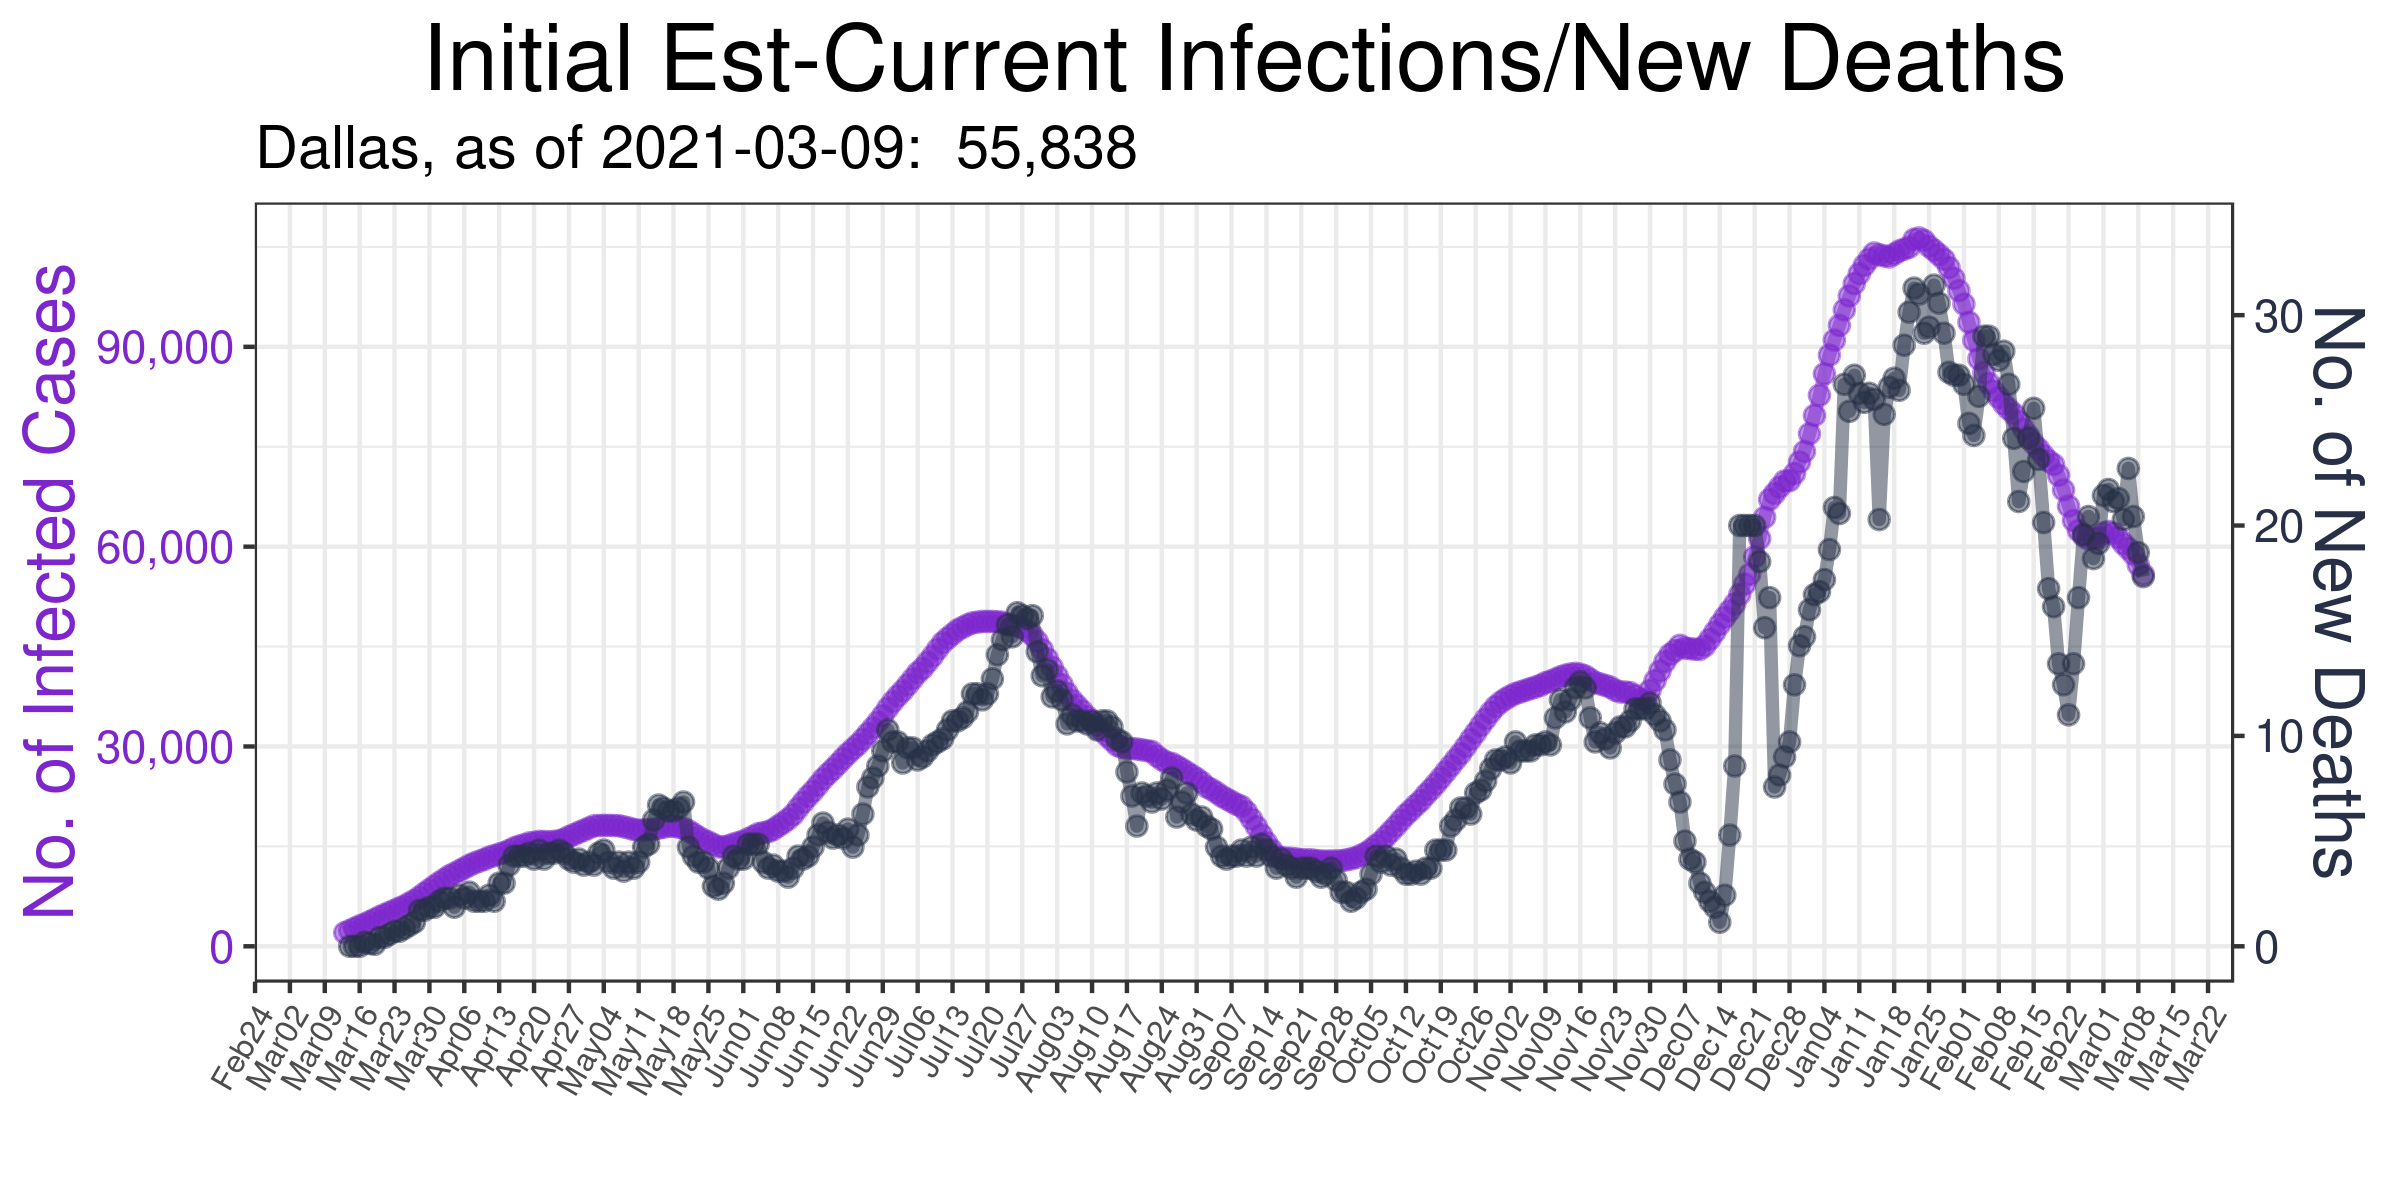 Initial Est-Current Infections/New Deaths
Dallas, as of 2021-03-09:  55,838
No. of Infected Cases
90,000
60,000
30,000
0
30
20
10
0
No. of New Deaths
Feb24
Mar02
Mar09
Mar16
Mar23
Mar30
Apr06
Apr13
Apr20
Apr27
May04
May11
May18
May25
Jun01
Jun08
Jun15
Jun22
Jun29
Jul06
Jul13
Jul20
Jul27
Aug03
Aug10
Aug17
Aug24
Aug31
Sep07
Sep14
Sep21
Sep28
Oct05
Oct12
Oct19
Oct26
Nov02
Nov09
Nov16
Nov23
Nov30
Dec07
Dec14
Dec21
Dec28
Jan04
Jan11
Jan18
Jan25
Feb01
Feb08
Feb15
Feb22
Mar01
Mar08
Mar15
Mar22